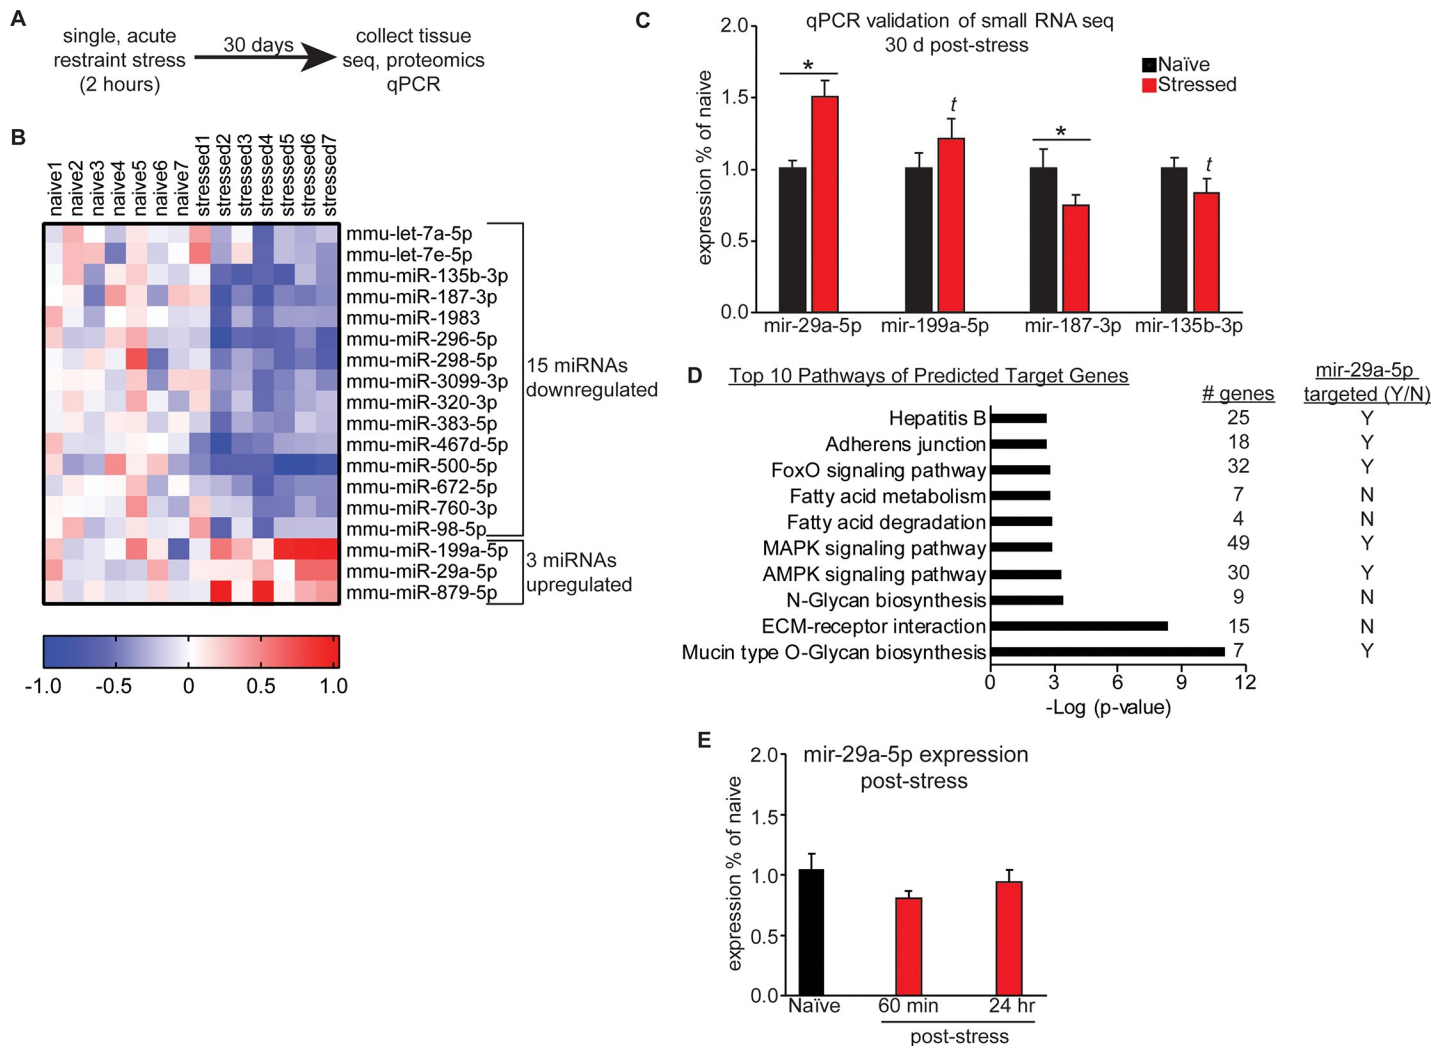 A
single, acute
restraint stress
(2 hours)
30 days
collect tissue
seq, proteomics
qPCR
B
naive1
naive2
naive3
naive4
naive5
naive6
naive7
stressed1
stressed2
stressed3
stressed4
stressed5
stressed6
stressed7
mmu-let-7a-5p
mmu-let-7e-5p
mmu-miR-135b-3p
mmu-miR-187-3p
mmu-miR-1983
mmu-miR-296-5p
mmu-miR-298-5p
mmu-miR-3099-3p
mmu-miR-320-3p
mmu-miR-383-5p
mmu-miR-467d-5p
mmu-miR-500-5p
mmu-miR-672-5p
mmu-miR-760-3p
mmu-miR-98-5p
mmu-miR-199a-5p
mmu-miR-29a-5p
mmu-miR-879-5p
15 miRNAs
downregulated
3 miRNAs
upregulated
-1.0 -0.5 0 0.5 1.0
C
qPCR validation of small RNA seq
30 d post-stress
expression % of naive
2.0
1.5
1.0
0.5
0.0
Naïve
Stressed
*
t
*
t
mir-29a-5p mir-199a-5p mir-187-3p mir-135b-3p
D
Top 10 Pathways of Predicted Target Genes
# genes
mir-29a-5p
targeted (Y/N)
Hepatitis B 25 Y
Adherens junction 18 Y
FoxO signaling pathway 32 Y
Fatty acid metabolism 7 N
Fatty acid degradation 4 N
MAPK signaling pathway 49 Y
AMPK signaling pathway 30 Y
N-Glycan biosynthesis 9 N
ECM-receptor interaction 15 N
Mucin type O-Glycan biosynthesis 7 Y
0 3 6 9 12
-Log (p-value)
E
mir-29a-5p expression
post-stress
expression % of naive
2.0
1.5
1.0
0.5
0.0
Naïve 60 min 24 hr
post-stress